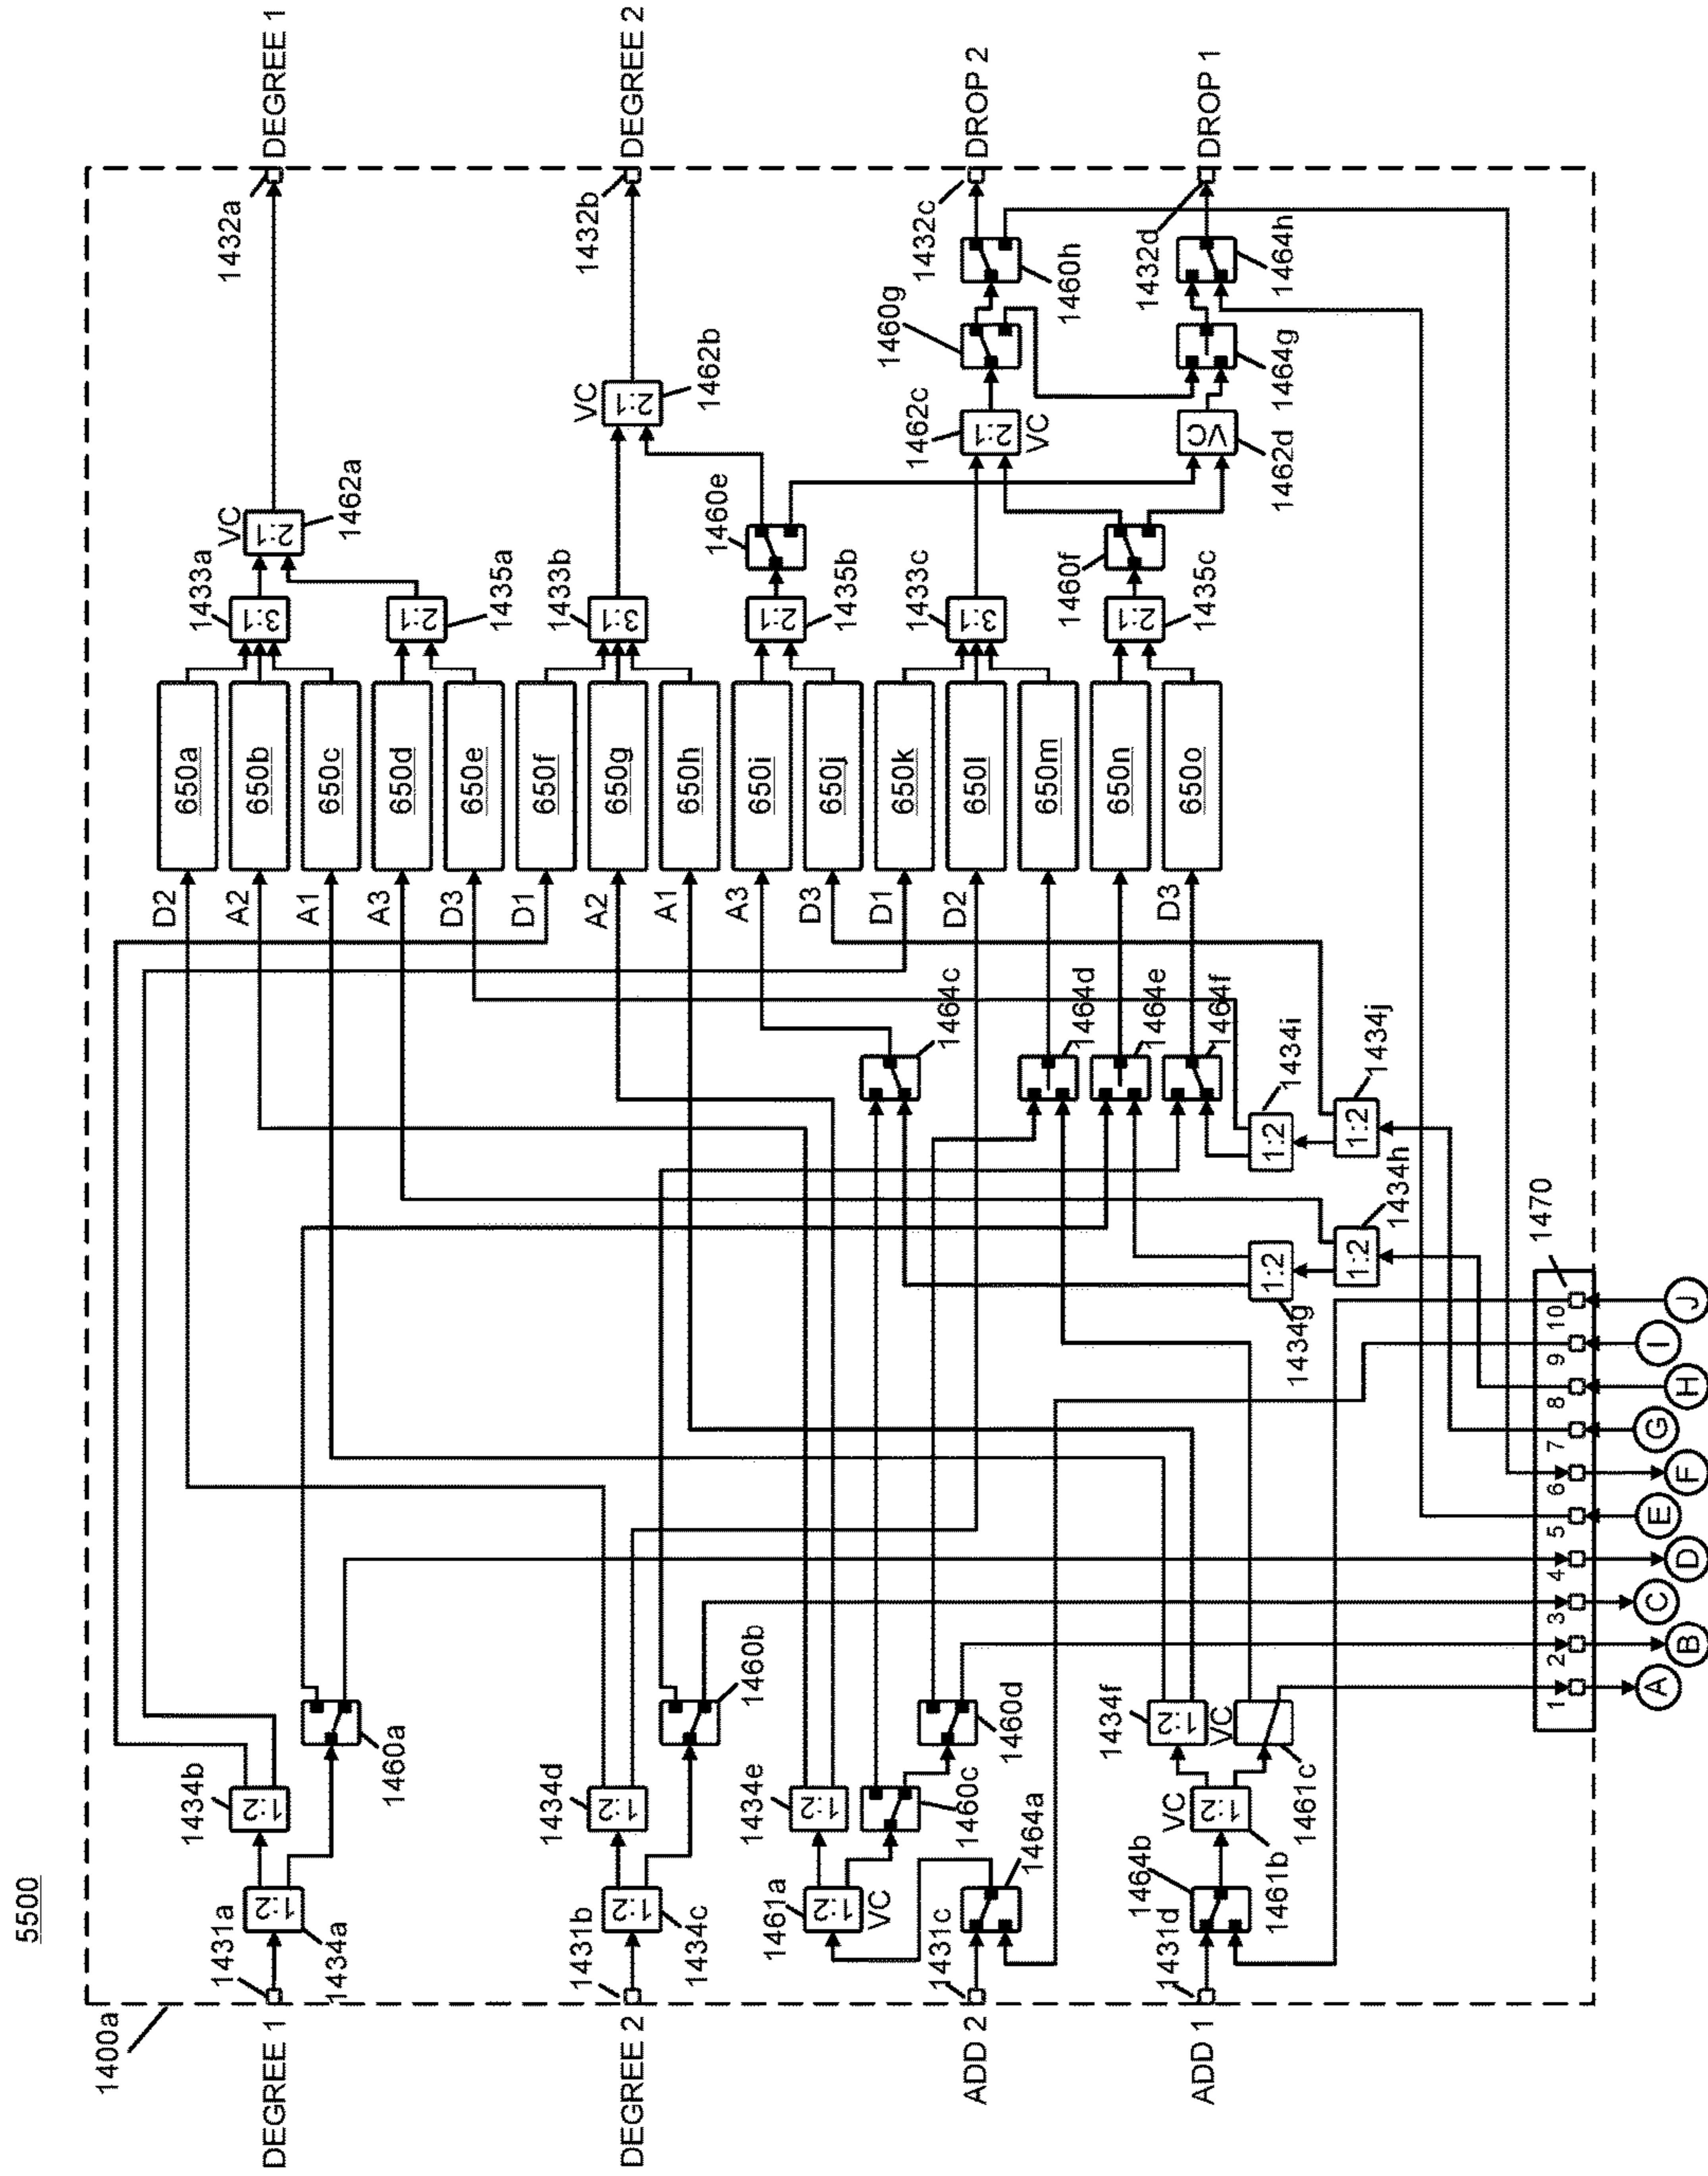 5500
1400a
DEGREE 1
1431a
1434a
1:2
1434b
1:2
1460a
D2
A2
A1
A3
D3
D1
A2
A1
A3
D3
D1
D2
D3
650a
650b
650c
650d
650e
650f
650g
650h
650i
650j
650k
650l
650m
650n
650o
1433a
3:1
1435a
2:1
VC
2:1
1462a
1432a
DEGREE 1
DEGREE 2
1431b
1434c
1:2
1434d
1:2
1460b
1433b
3:1
1435b
2:1
1460e
VC
2:1
1462b
1432b
DEGREE 2
ADD 2
1431c
1464a
1461a
1:2
VC
1434e
1:2
1460c
1460d
1464c
1464d
1464e
1464f
1433c
3:1
1435c
2:1
1460f
1462c
2:1
VC
1460g
1460h
1432c
DROP 2
ADD 1
1431d
1464b
1461b
VC
1:2
1434f
1:2
VC
1461c
1434g
1:2
1434h
1:2
1434i
1:2
1434j
1:2
1462d
VC
1464g
1464h
1432d
DROP 1
1470
1 2 3 4 5 6 7 8 9 10
A B C D E F G H I J